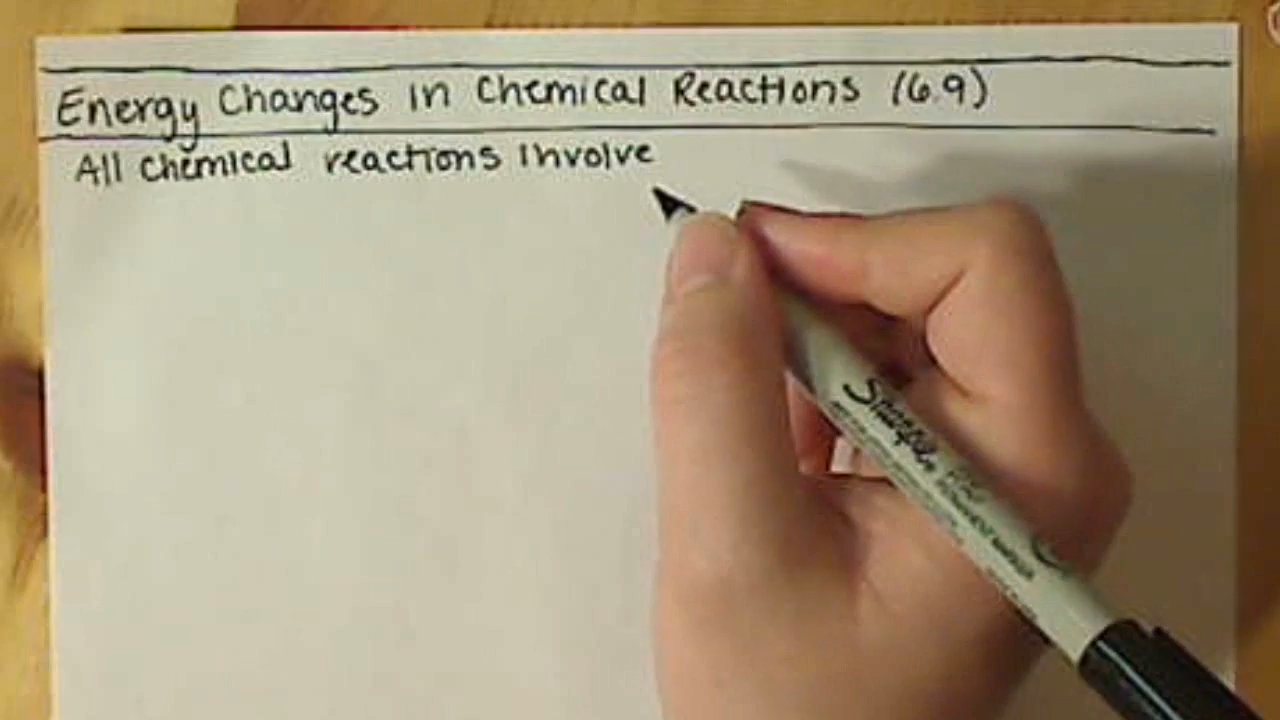 Energy Changes in Chemical Reactions (6.9)
All chemical reactions involve
Sharpie